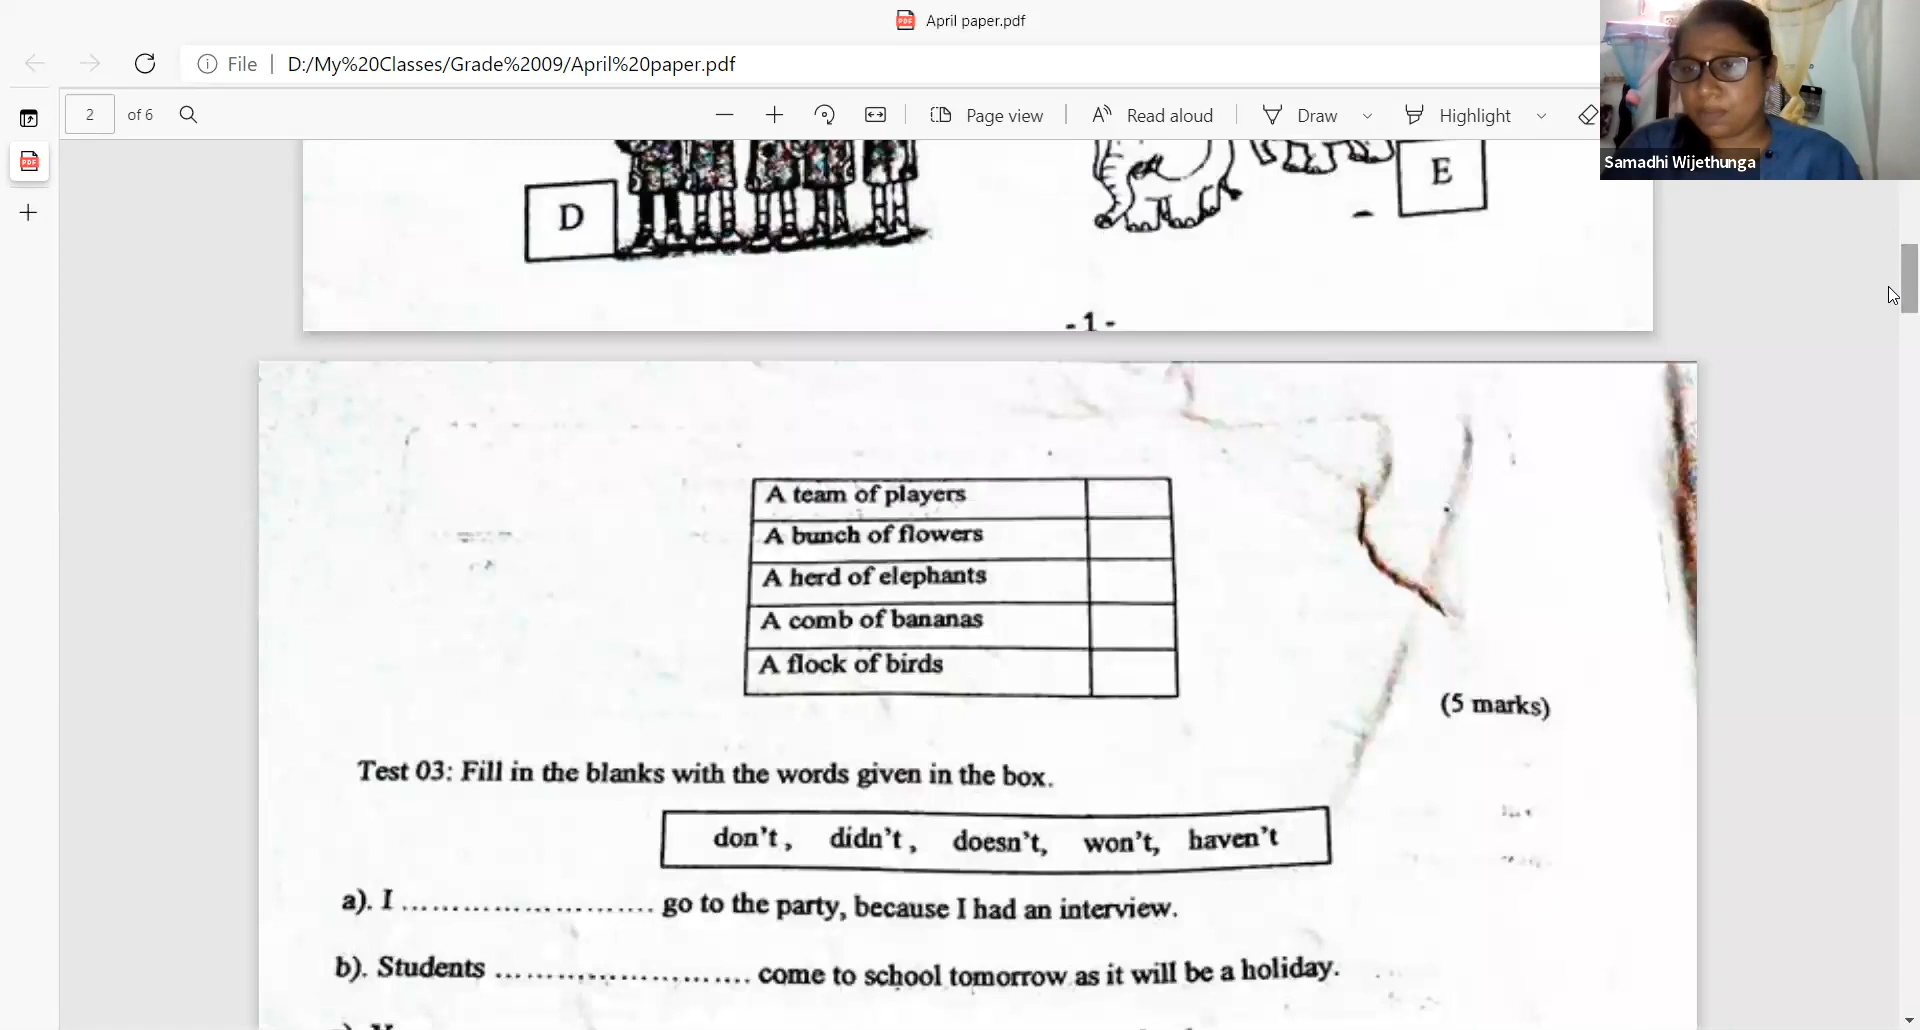 April paper.pdf
File | D:/My%20Classes/Grade%2009/April%20paper.pdf
2 of 6 Page view Read aloud Draw Highlight
Samadhi Wijethunga
D
E
- 1 -
A team of players
A bunch of flowers
A herd of elephants
A comb of bananas
A flock of birds
(5 marks)
Test 03: Fill in the blanks with the words given in the box.
don't, didn't, doesn't, won't, haven't
a). I ............................ go to the party, because I had an interview.
b). Students ............................ come to school tomorrow as it will be a holiday.